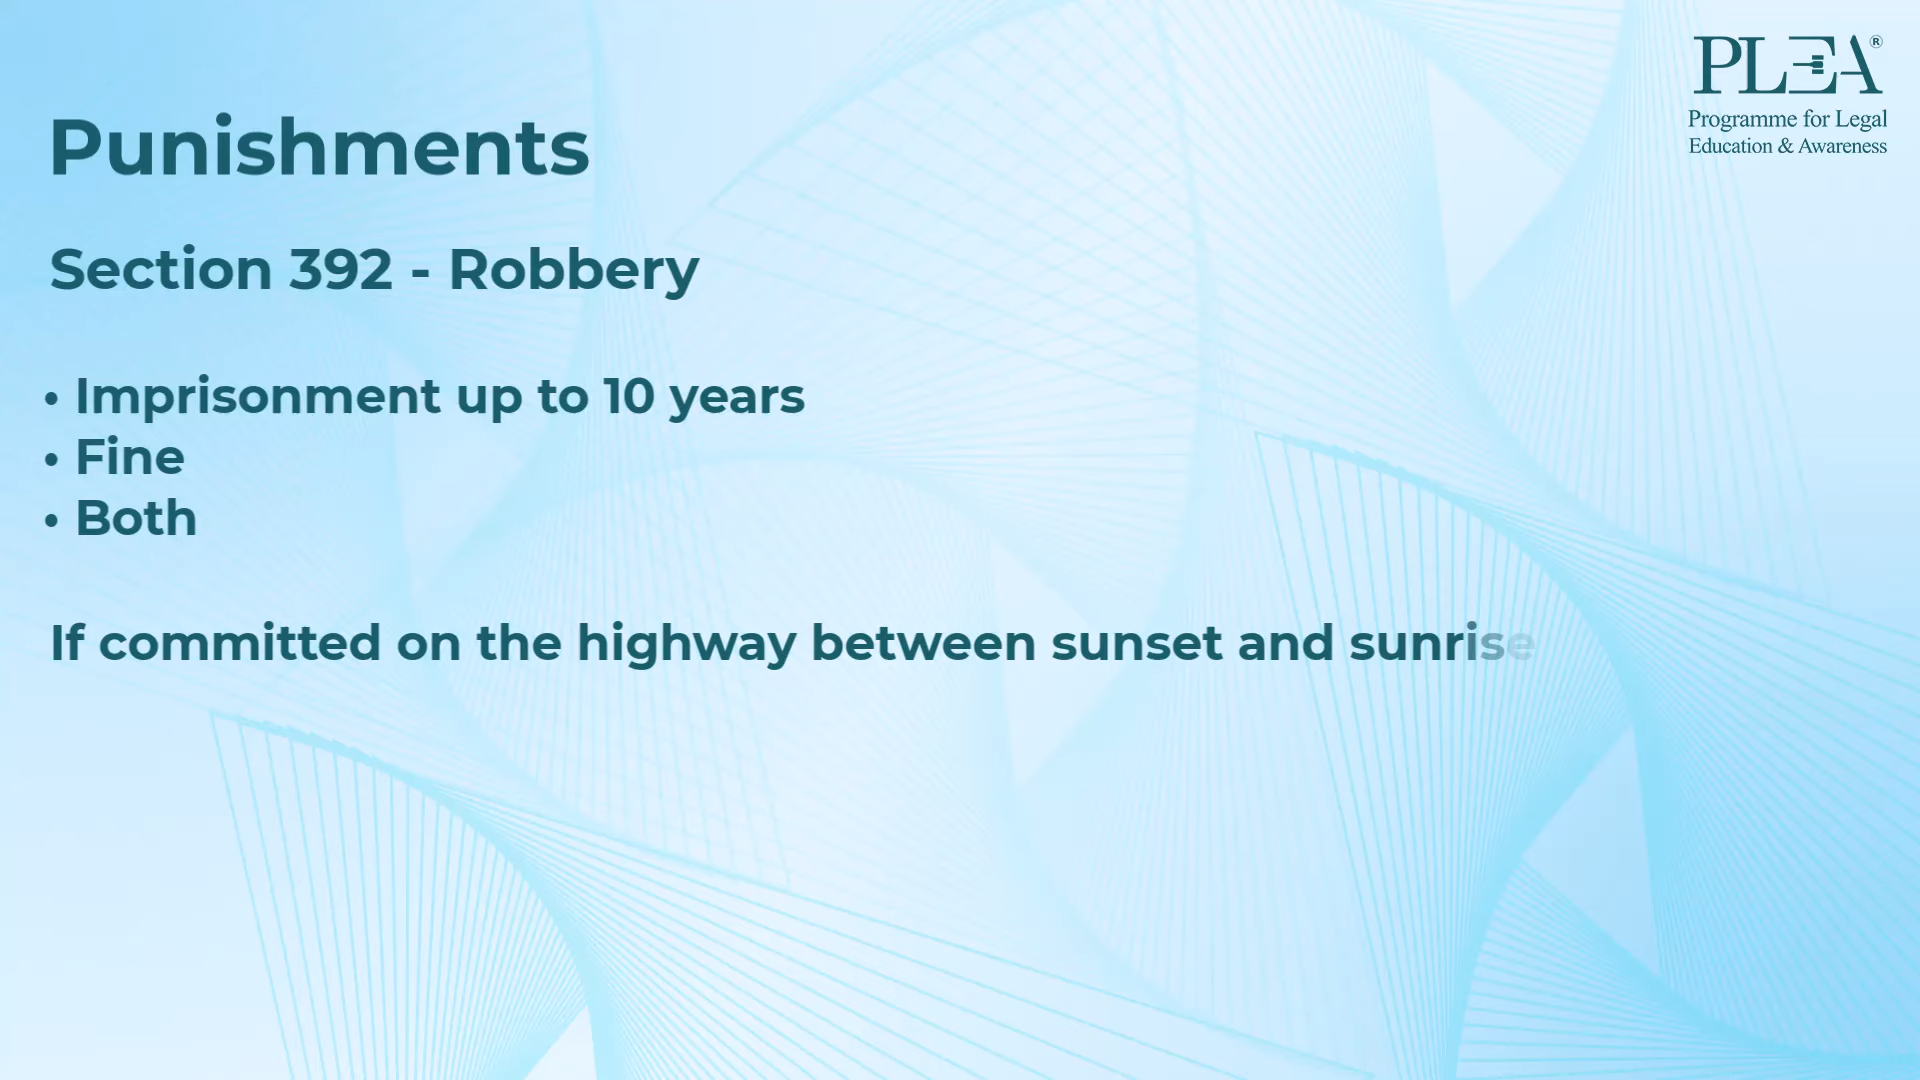 PLEA®
Programme for Legal
Education & Awareness
Punishments
Section 392 - Robbery
• Imprisonment up to 10 years
• Fine
• Both
If committed on the highway between sunset and sunrise